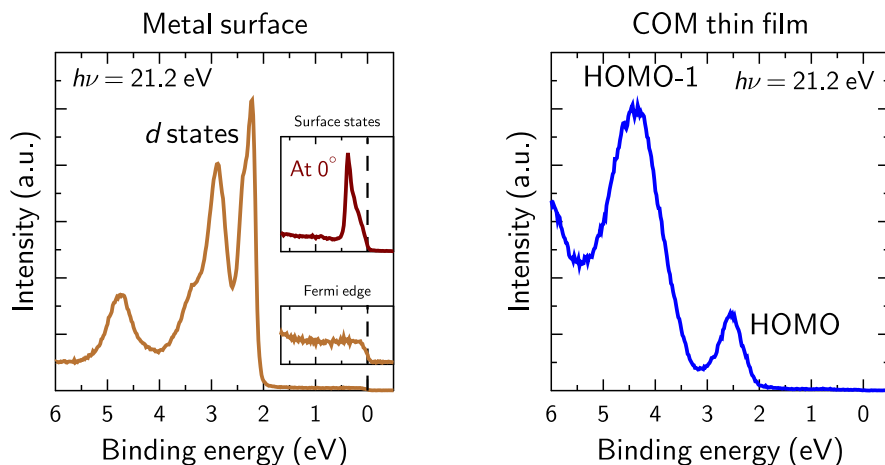 Metal surface
hν = 21.2 eV
d states
Surface states
At 0°
Fermi edge
Intensity (a.u.)
6 5 4 3 2 1 0
Binding energy (eV)
COM thin film
HOMO-1
hν = 21.2 eV
HOMO
Intensity (a.u.)
6 5 4 3 2 1 0
Binding energy (eV)